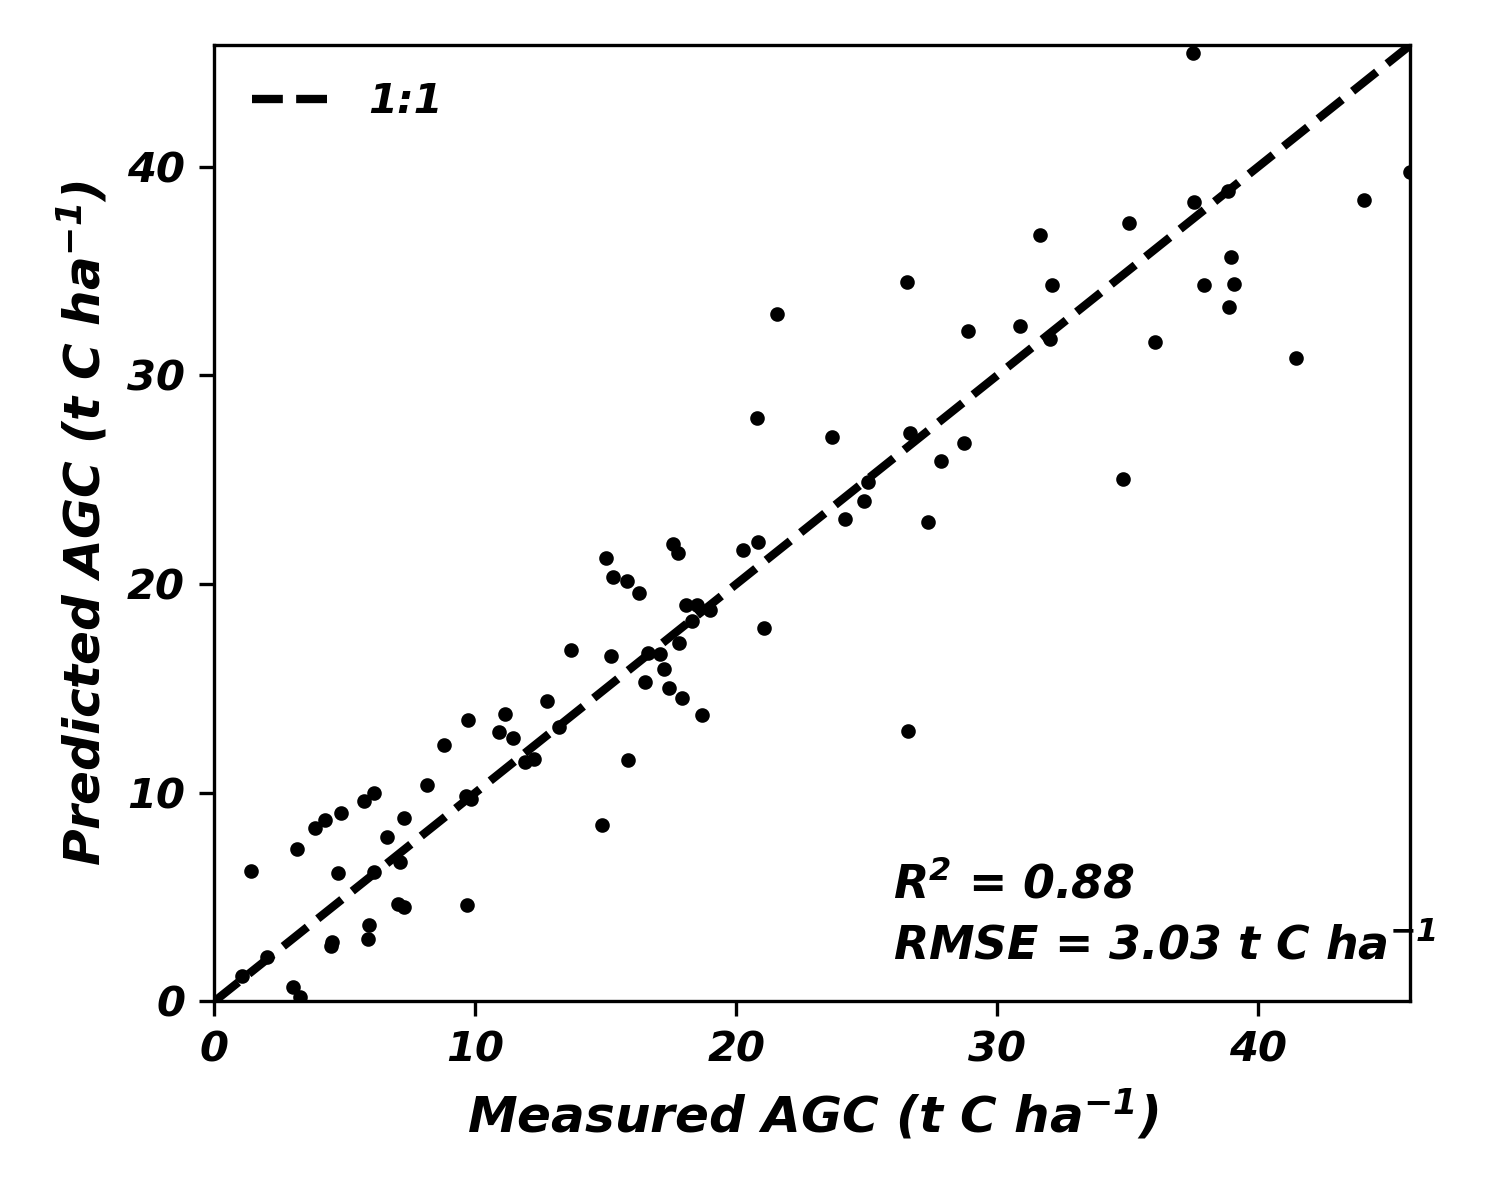 1:1
40
30
20
10
0
Predicted AGC (t C ha⁻¹)
R² = 0.88
RMSE = 3.03 t C ha⁻¹
0 10 20 30 40
Measured AGC (t C ha⁻¹)